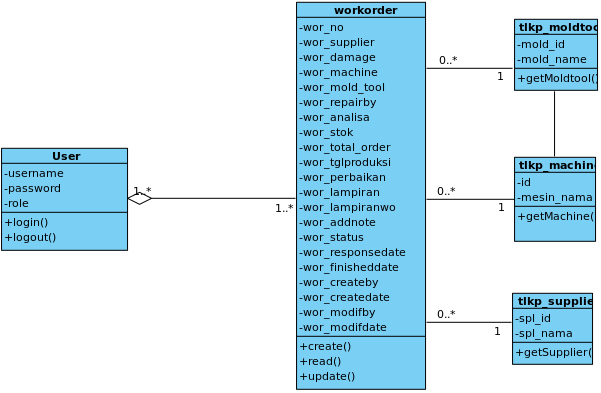 User
-username
-password
-role
+login()
+logout()
1..*
1..*
workorder
-wor_no
-wor_supplier
-wor_damage
-wor_machine
-wor_mold_tool
-wor_repairby
-wor_analisa
-wor_stok
-wor_total_order
-wor_tglproduksi
-wor_perbaikan
-wor_lampiran
-wor_lampiranwo
-wor_addnote
-wor_status
-wor_responsedate
-wor_finisheddate
-wor_createby
-wor_createdate
-wor_modifby
-wor_modifdate
+create()
+read()
+update()
0..*
1
tlkp_moldtoo
-mold_id
-mold_name
+getMoldtool()
0..*
1
tlkp_machine
-id
-mesin_nama
+getMachine()
0..*
1
tlkp_supplie
-spl_id
-spl_nama
+getSupplier()